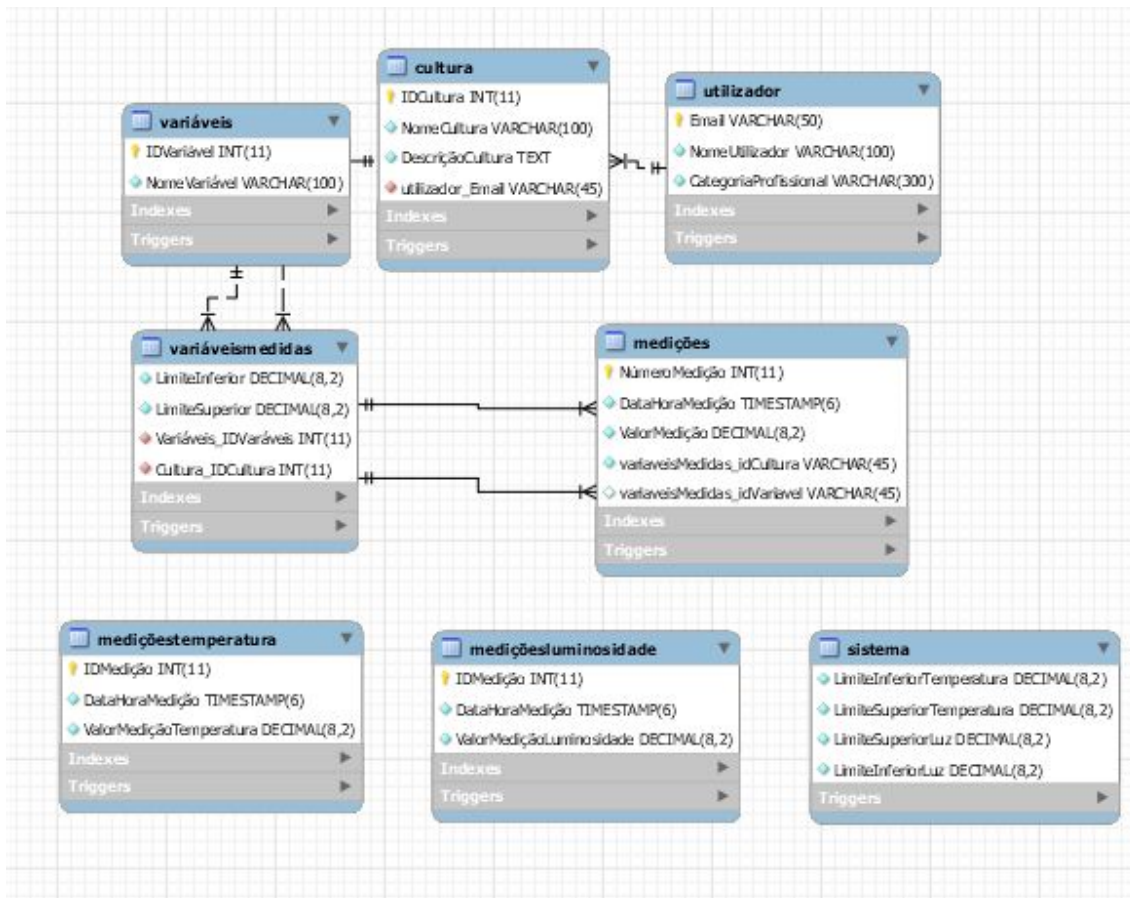 cultura
IDCultura INT(11)
NomeCultura VARCHAR(100)
DescriçãoCultura TEXT
utilizador_Email VARCHAR(45)
Indexes
Triggers
utilizador
Email VARCHAR(50)
NomeUtilizador VARCHAR(100)
CategoriaProfissional VARCHAR(300)
Indexes
Triggers
variáveis
IDVariável INT(11)
NomeVariável VARCHAR(100)
Indexes
Triggers
variáveismedidas
LimiteInferior DECIMAL(8,2)
LimiteSuperior DECIMAL(8,2)
Variáveis_IDVaráveis INT(11)
Cultura_IDCultura INT(11)
Indexes
Triggers
medições
NúmeroMedição INT(11)
DataHoraMedição TIMESTAMP(6)
ValorMedição DECIMAL(8,2)
variaveisMedidas_idCultura VARCHAR(45)
variaveisMedidas_idVariavel VARCHAR(45)
Indexes
Triggers
mediçõestemperatura
IDMedição INT(11)
DataHoraMedição TIMESTAMP(6)
ValorMediçãoTemperatura DECIMAL(8,2)
Indexes
Triggers
mediçõesluminosidade
IDMedição INT(11)
DataHoraMedição TIMESTAMP(6)
ValorMediçãoLuminosidade DECIMAL(8,2)
Indexes
Triggers
sistema
LimiteInferiorTemperatura DECIMAL(8,2)
LimiteSuperiorTemperatura DECIMAL(8,2)
LimiteSuperiorLuz DECIMAL(8,2)
LimiteInferiorLuz DECIMAL(8,2)
Triggers